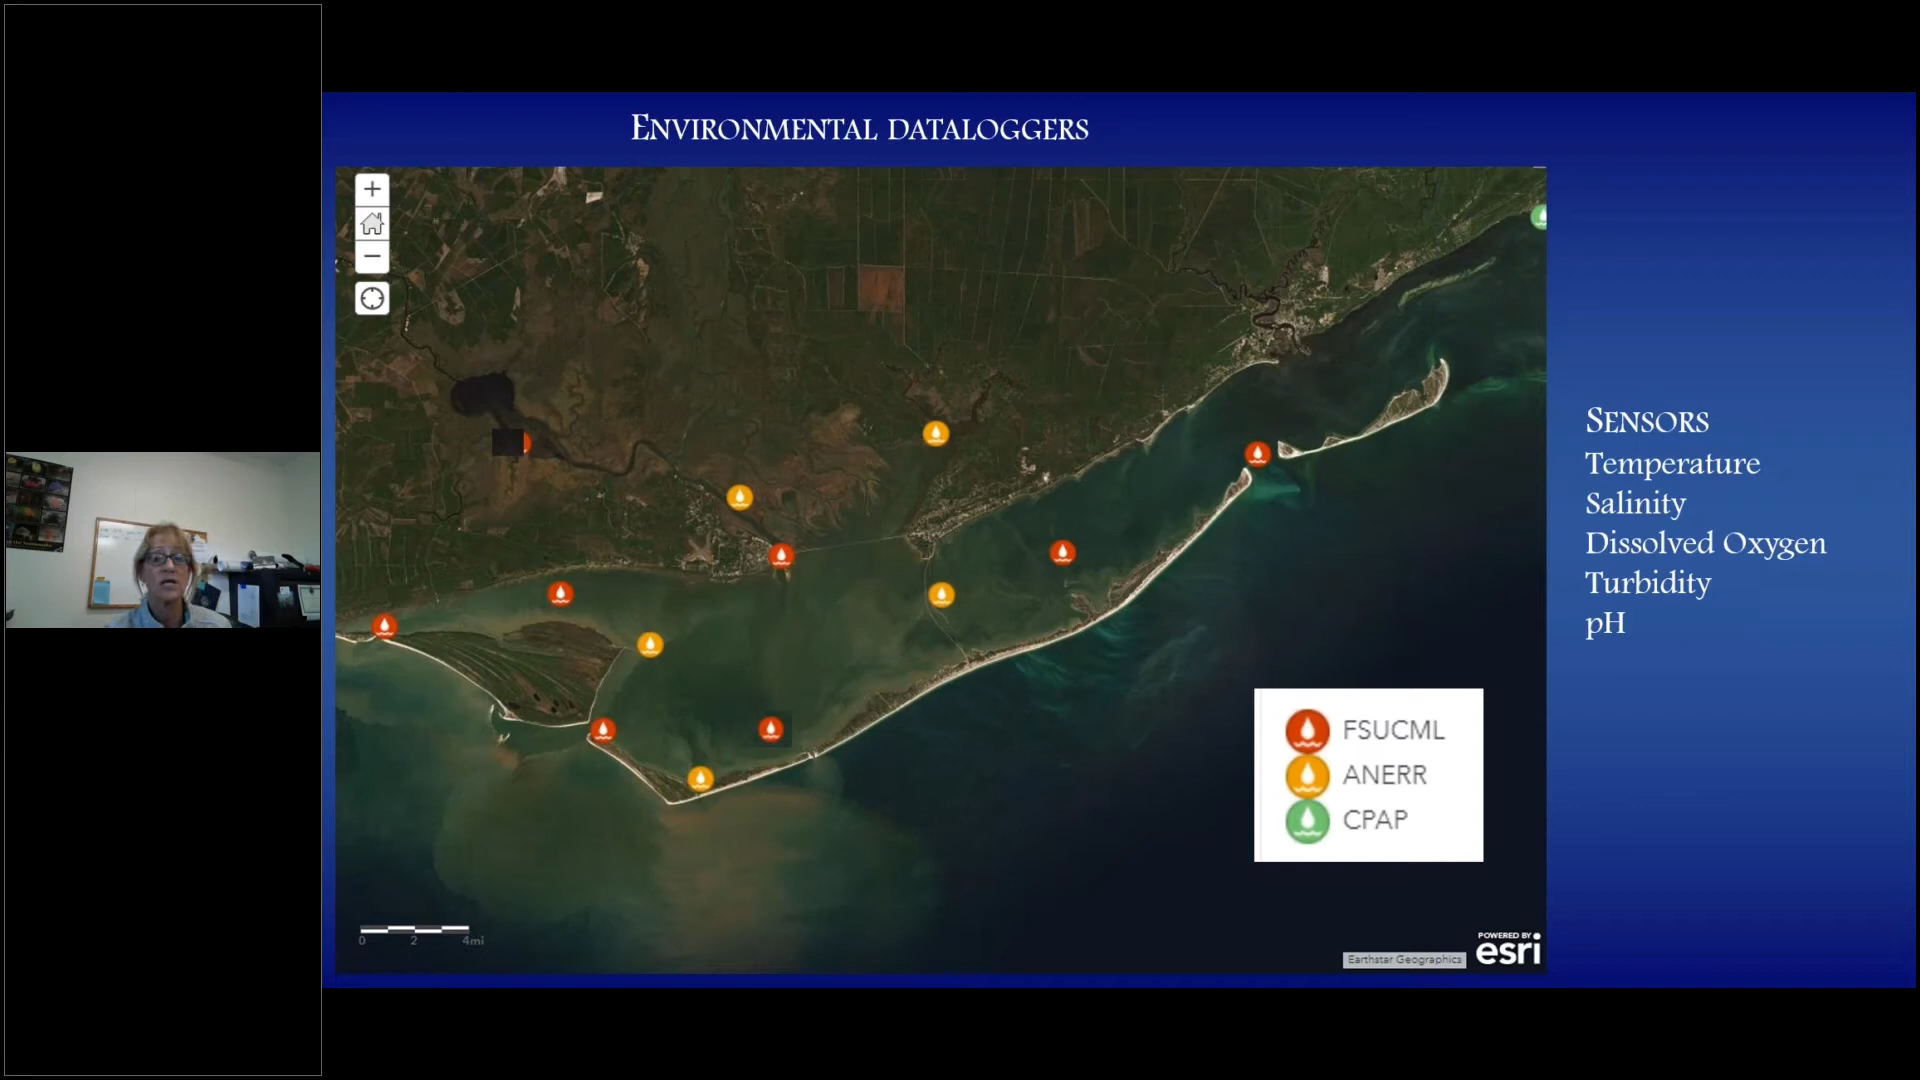 ENVIRONMENTAL DATALOGGERS
SENSORS
Temperature
Salinity
Dissolved Oxygen
Turbidity
pH
FSUCML
ANERR
CPAP
0 2 4mi
POWERED BY
esri
Earthstar Geographics